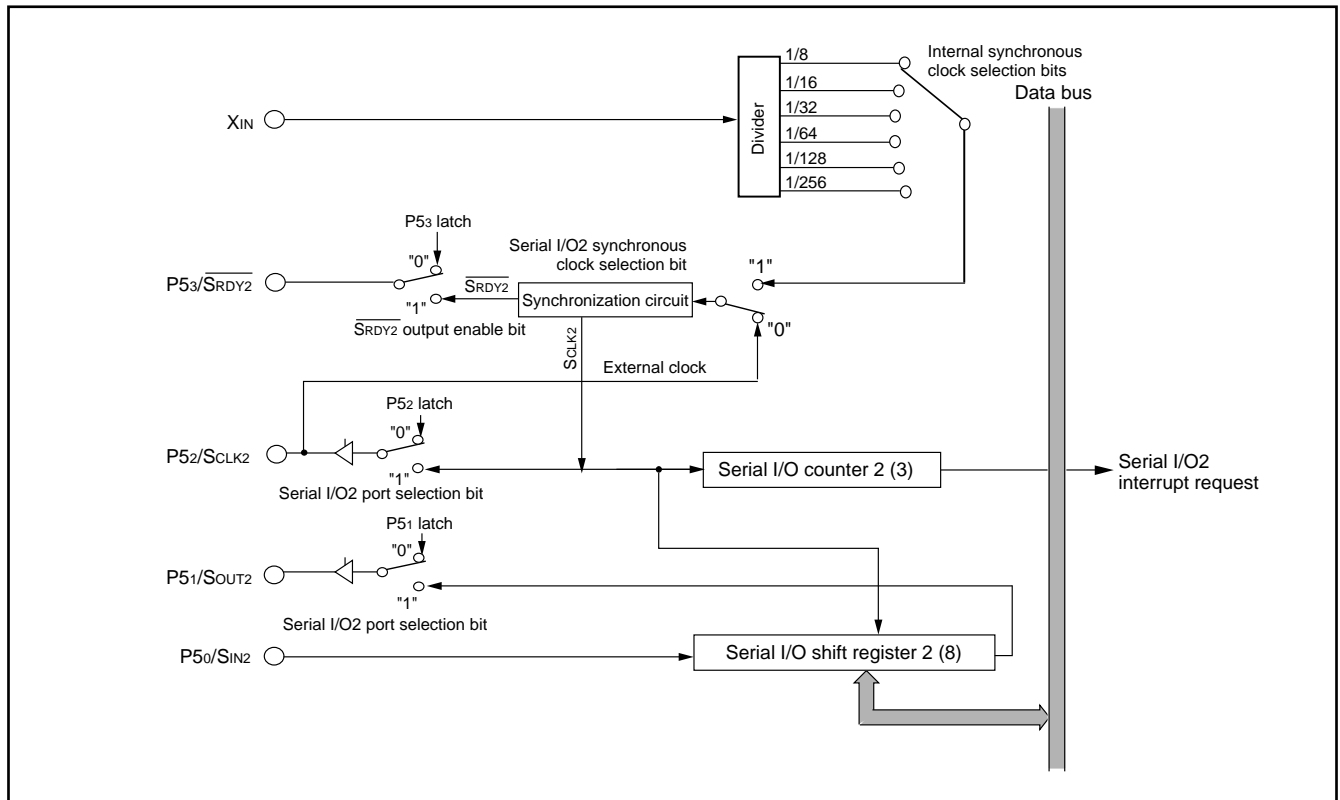 1/8
Internal synchronous
clock selection bits
1/16
Data bus
XIN
Divider
1/32
1/64
1/128
1/256
P53 latch
"0"
Serial I/O2 synchronous
clock selection bit
"1"
P53/SRDY2
SRDY2
Synchronization circuit
"1"
SRDY2 output enable bit
"0"
SCLK2
External clock
P52 latch
"0"
P52/SCLK2
"1"
Serial I/O2 port selection bit
Serial I/O counter 2 (3)
Serial I/O2
interrupt request
P51 latch
"0"
P51/SOUT2
"1"
Serial I/O2 port selection bit
P50/SIN2
Serial I/O shift register 2 (8)